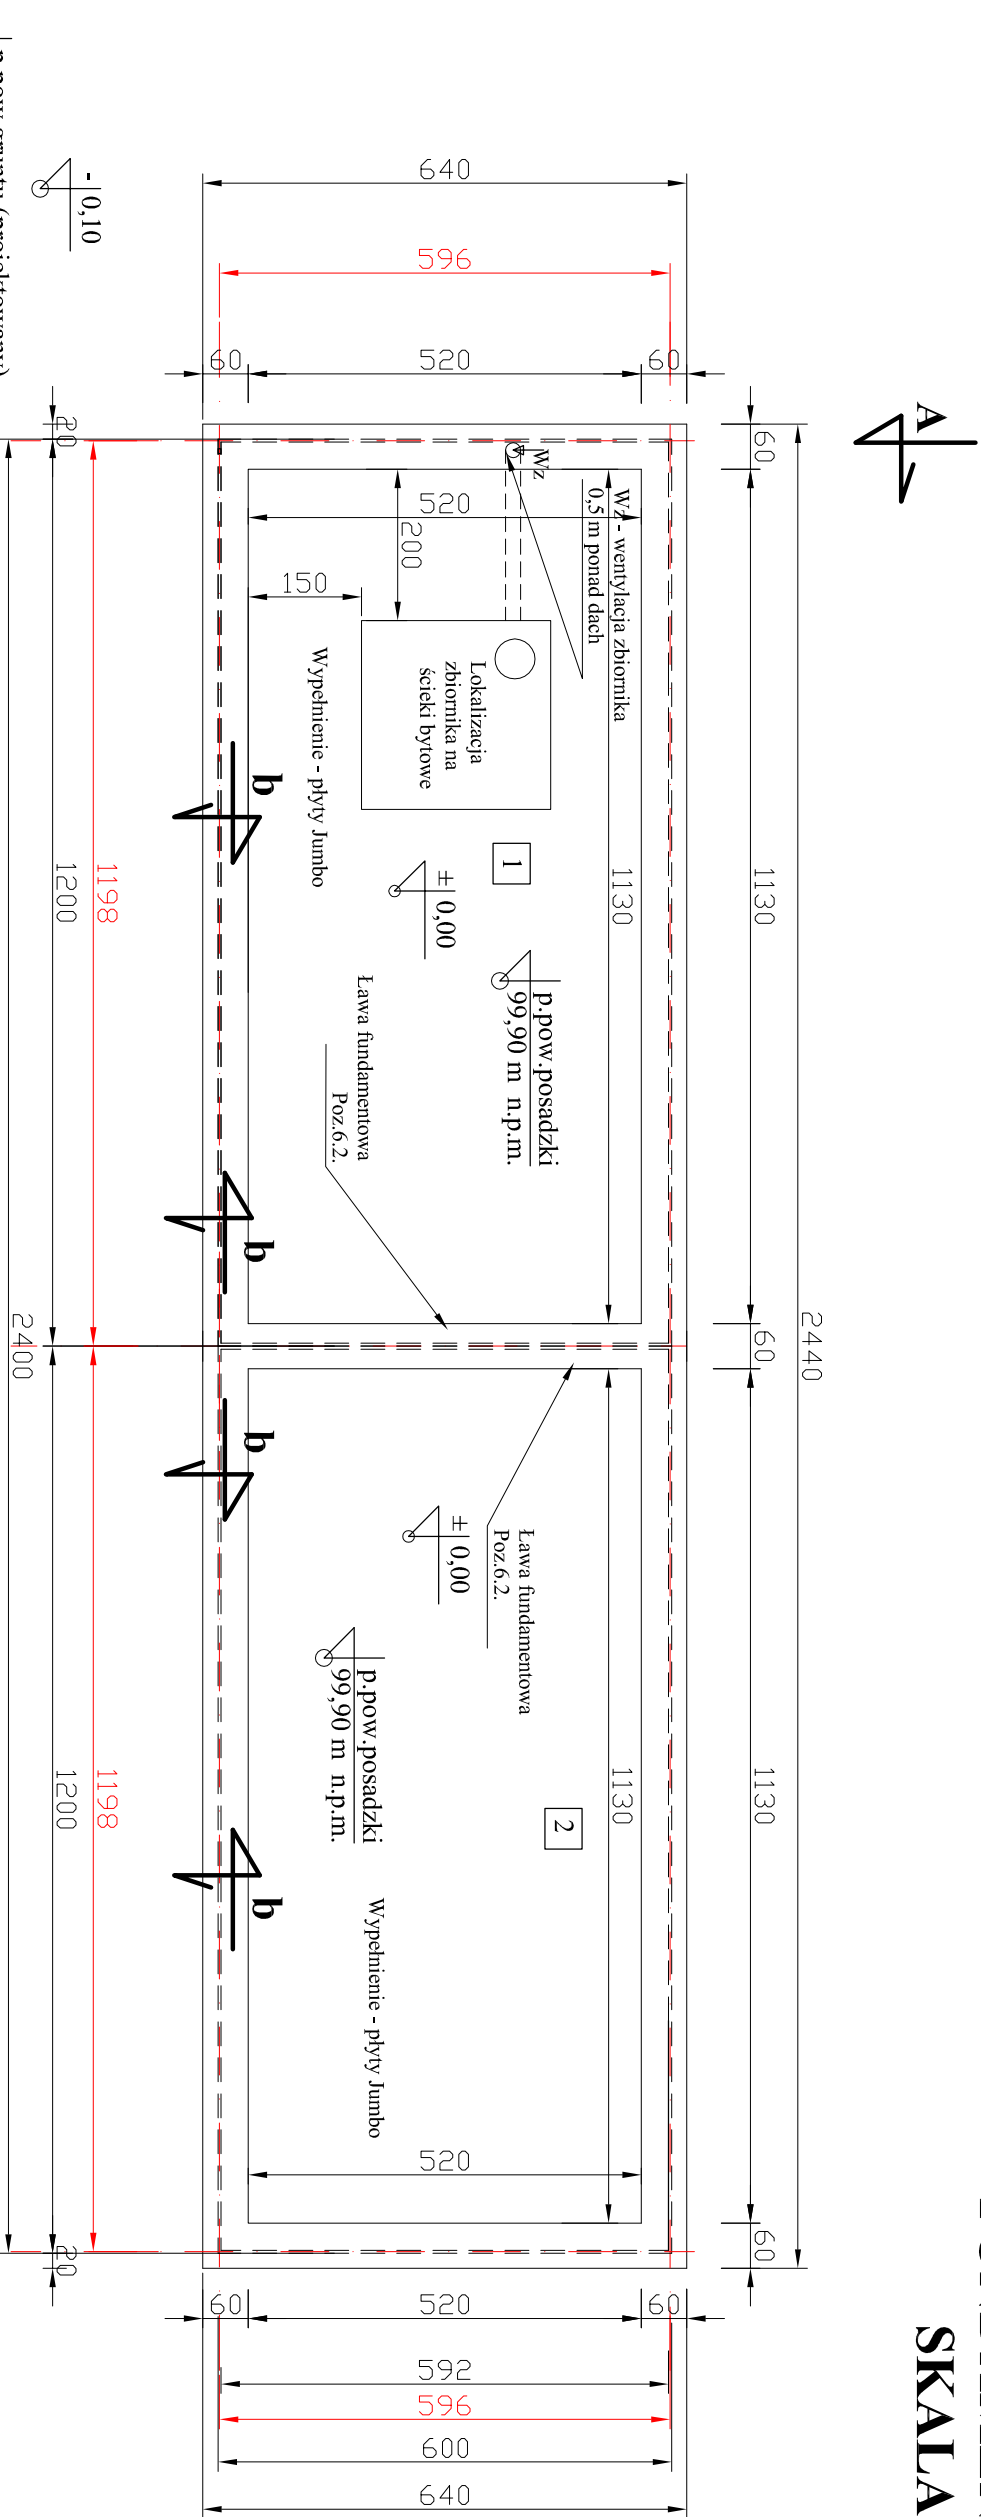 SKALA
A
2440
60
1130
60
1130
60
Wz
Wz - wentylacja zbiornika
0,5 m ponad dach
1130
1130
640
596
60
520
60
520
200
150
Lokalizacja
zbiornika na
ścieki bytowe
Wypełnienie - płyty Jumbo
1
± 0,00
p.pow.posadzki
99,90 m n.p.m.
Ława fundamentowa
Poz.6.2.
Ława fundamentowa
Poz.6.2.
± 0,00
2
p.pow.posadzki
99,90 m n.p.m.
Wypełnienie - płyty Jumbo
520
60
520
60
592
596
600
640
b
b
b
b
- 0,10
1198
1198
20
1200
1200
20
2400